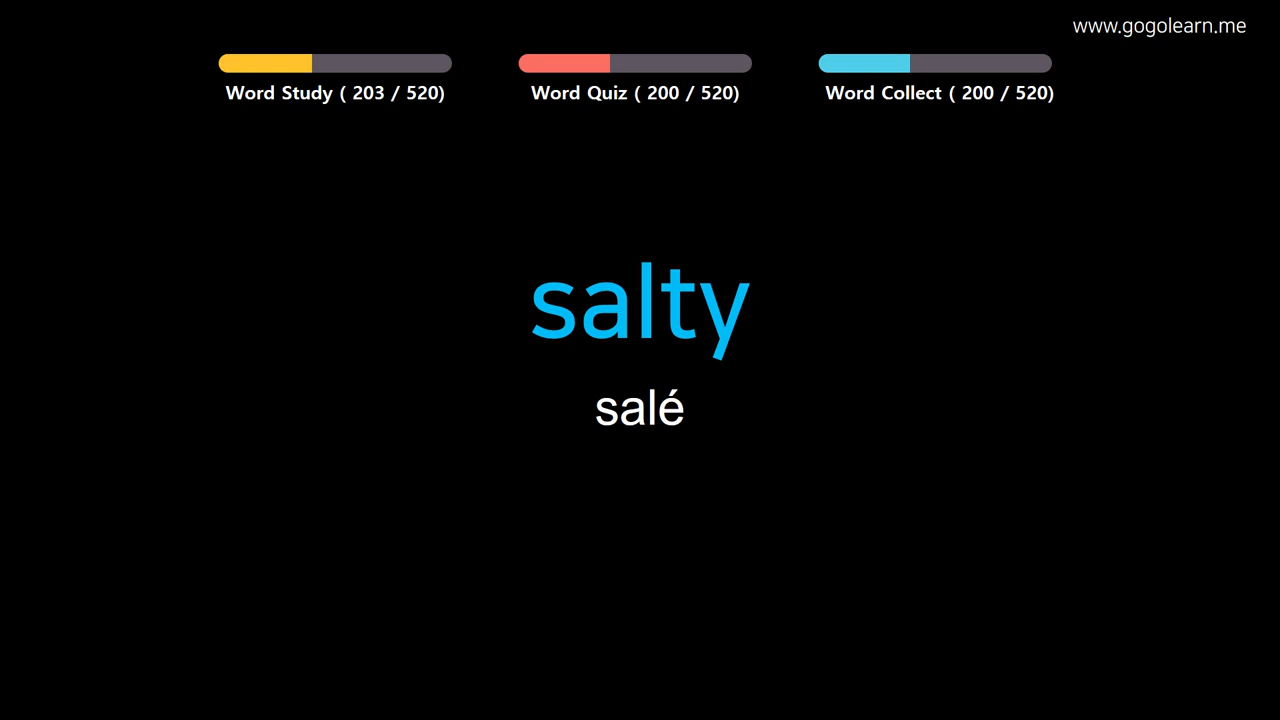 www.gogolearn.me
Word Study ( 203 / 520)
Word Quiz ( 200 / 520)
Word Collect ( 200 / 520)
salty
salé